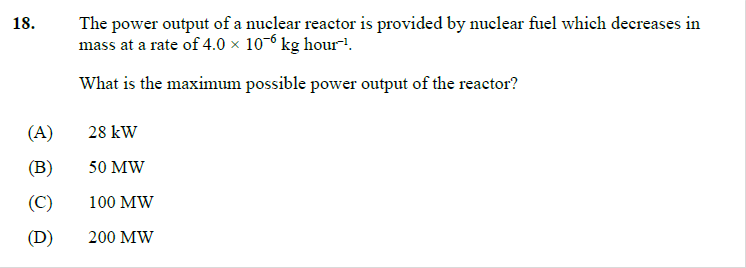 18. The power output of a nuclear reactor is provided by nuclear fuel which decreases in
mass at a rate of 4.0 × 10⁻⁶ kg hour⁻¹.
What is the maximum possible power output of the reactor?
(A) 28 kW
(B) 50 MW
(C) 100 MW
(D) 200 MW